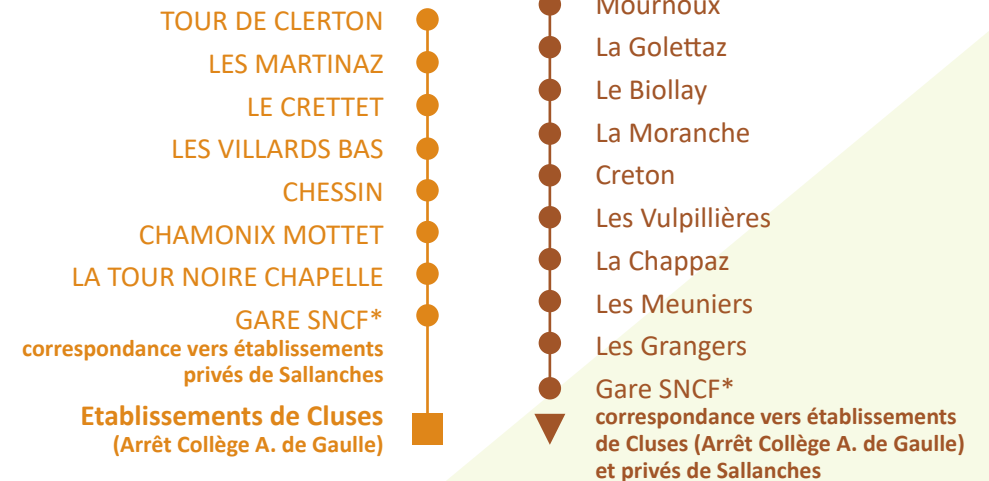 TOUR DE CLERTON
LES MARTINAZ
LE CRETTET
LES VILLARDS BAS
CHESSIN
CHAMONIX MOTTET
LA TOUR NOIRE CHAPELLE
GARE SNCF*
correspondance vers établissements
privés de Sallanches
Etablissements de Cluses
(Arrêt Collège A. de Gaulle)
Mournoux
La Golettaz
Le Biollay
La Moranche
Creton
Les Vulpillières
La Chappaz
Les Meuniers
Les Grangers
Gare SNCF*
correspondance vers établissements
de Cluses (Arrêt Collège A. de Gaulle)
et privés de Sallanches